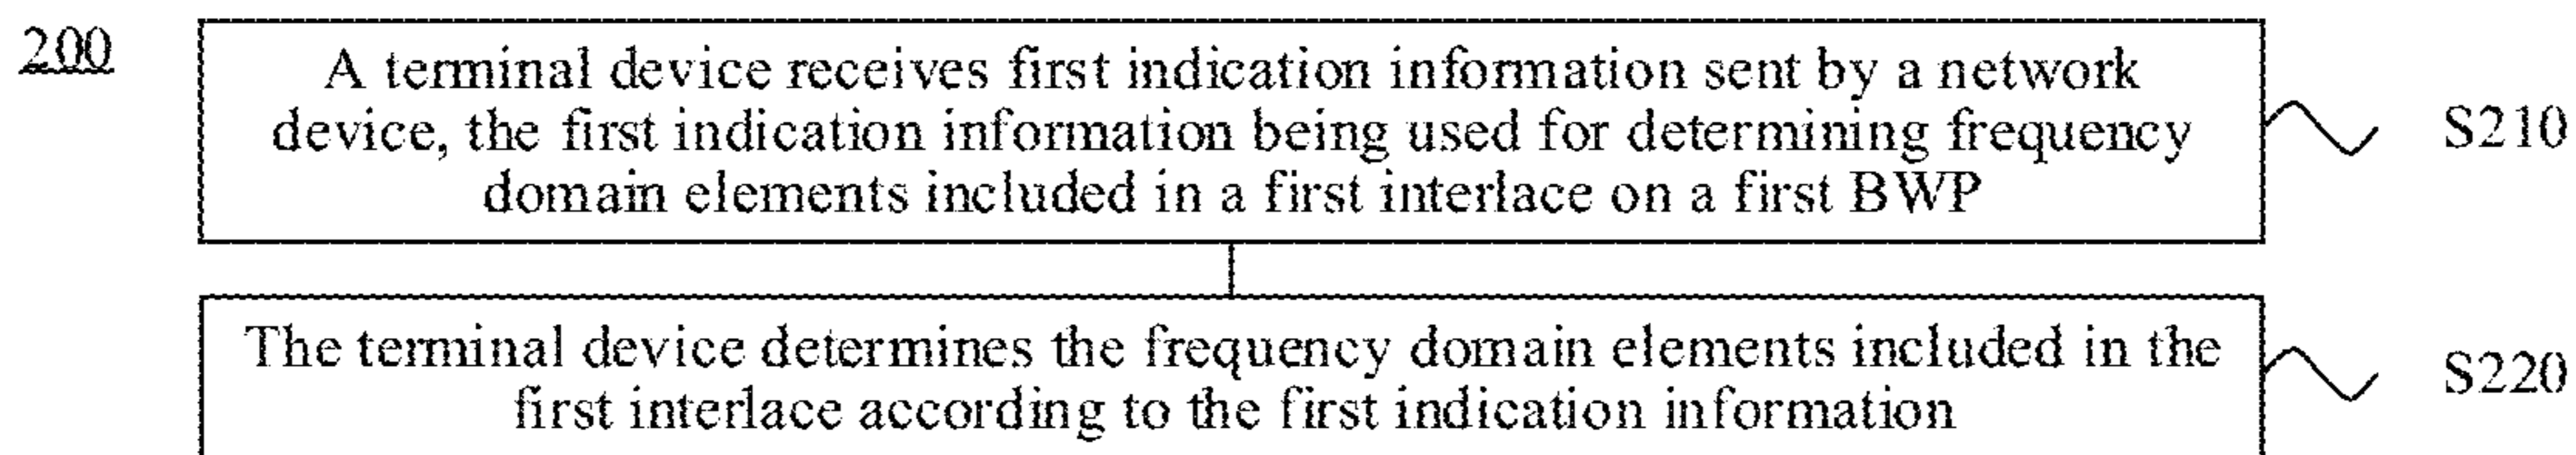 200
A terminal device receives first indication information sent by a network
device, the first indication information being used for determining frequency
domain elements included in a first interlace on a first BWP
S210
The terminal device determines the frequency domain elements included in the
first interlace according to the first indication information
S220